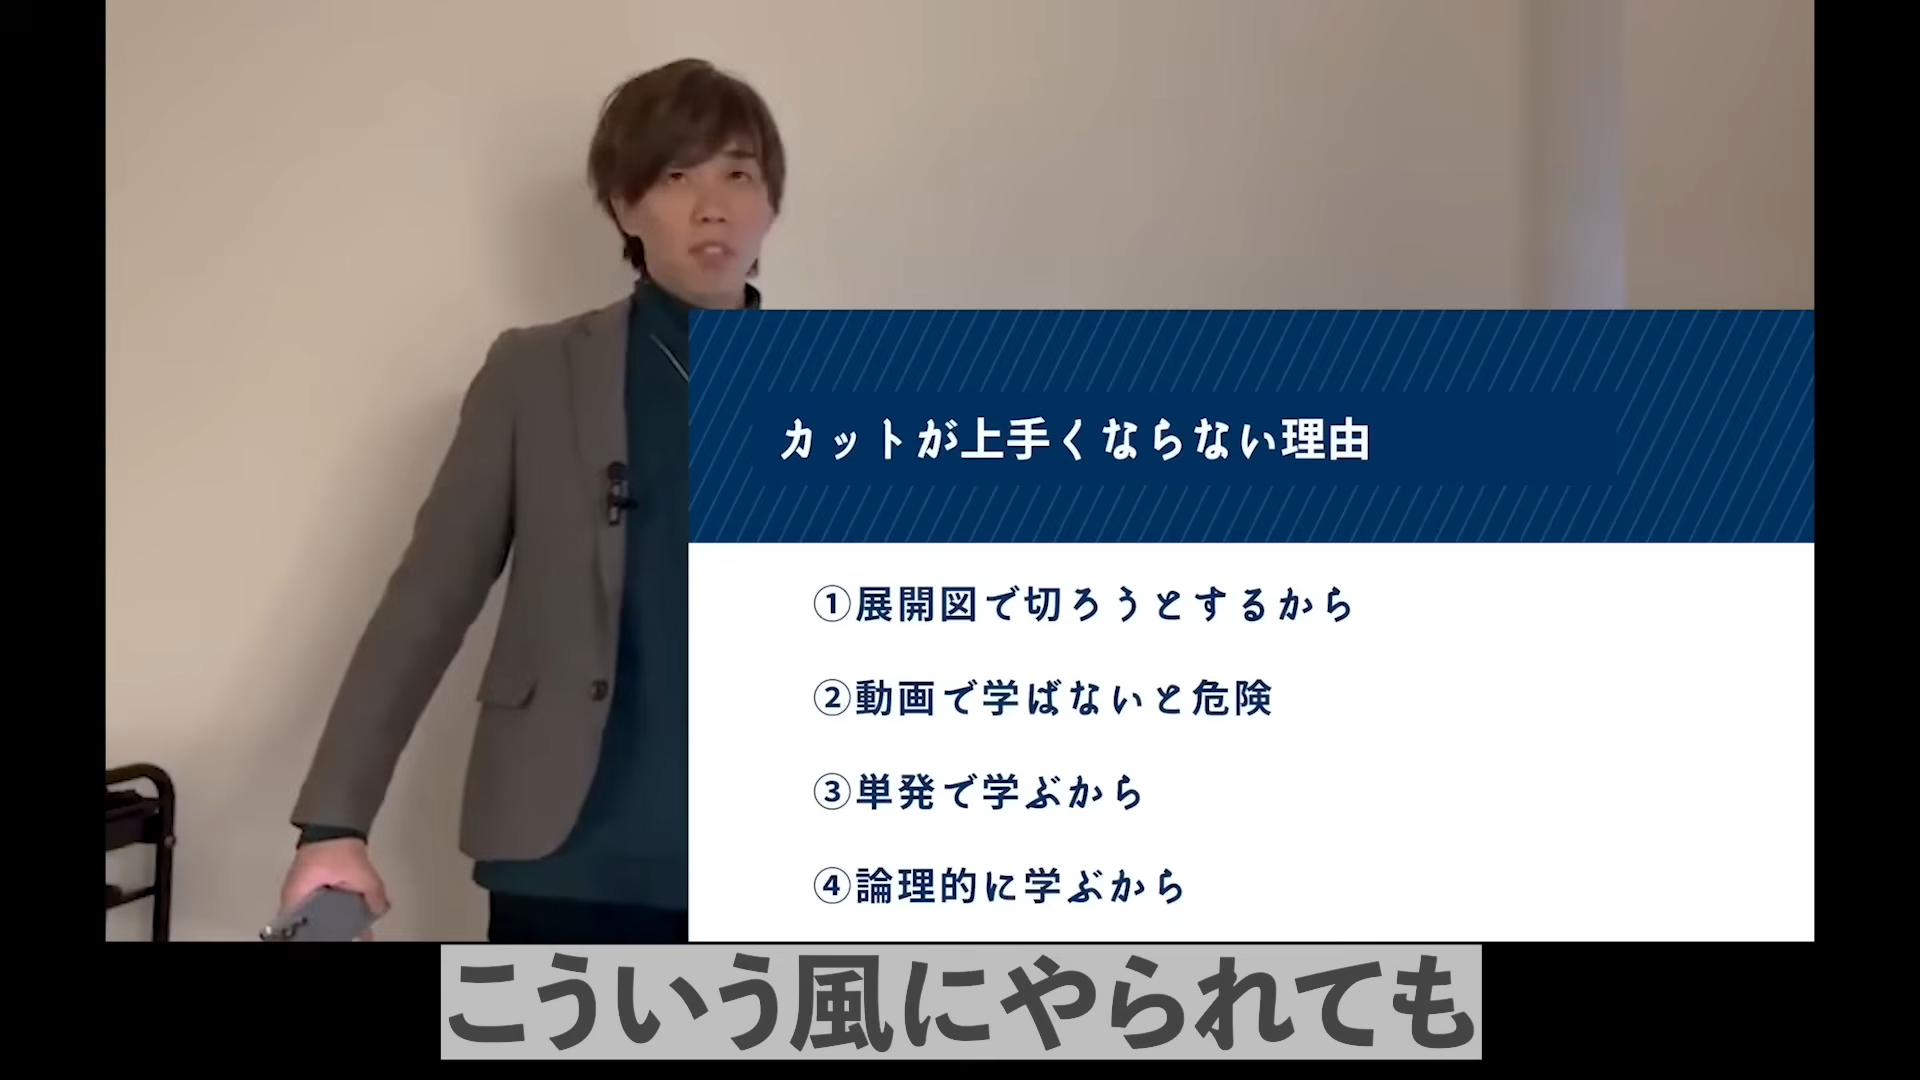 カットが上手くならない理由
①展開図で切ろうとするから
②動画で学ばないと危険
③単発で学ぶから
④論理的に学ぶから
こういう風にやられても